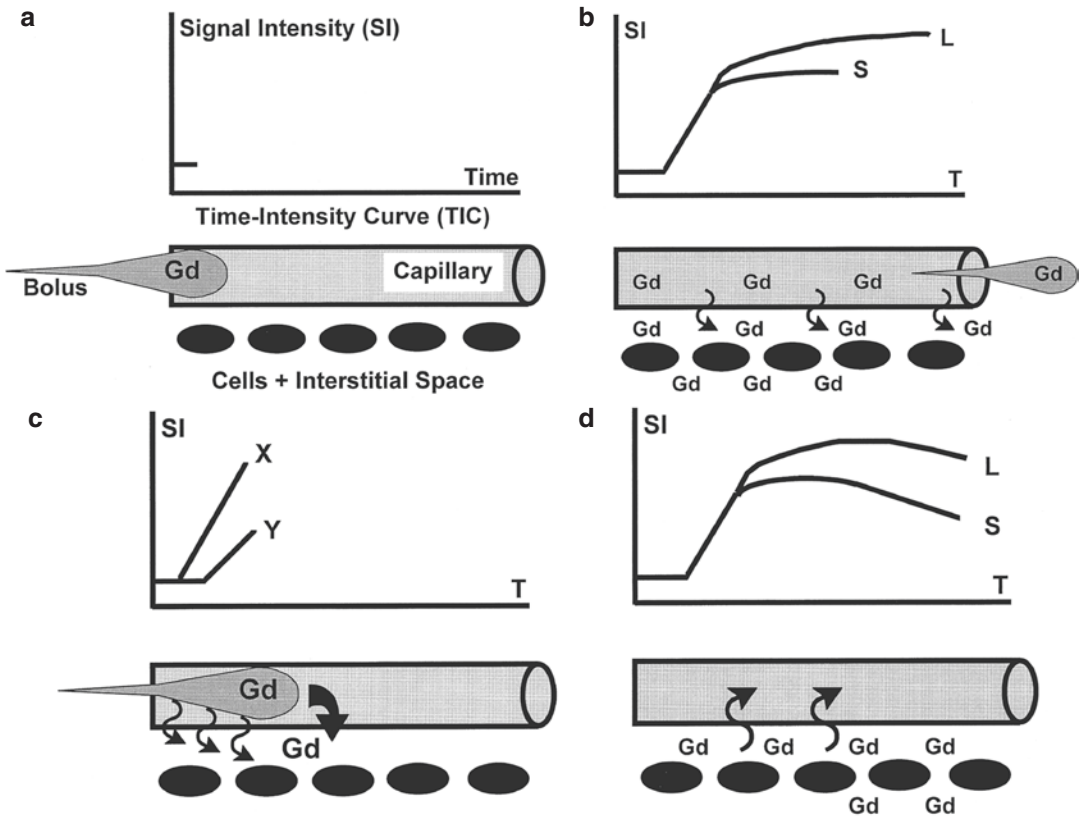 a
Signal Intensity (SI)
Time
Time-Intensity Curve (TIC)
Gd
Bolus
Capillary
Cells + Interstitial Space
b
SI
L
S
T
Gd Gd Gd Gd
Gd Gd Gd Gd
Gd Gd Gd
c
SI
X
Y
T
Gd
Gd
d
SI
L
S
T
Gd Gd Gd Gd
Gd Gd